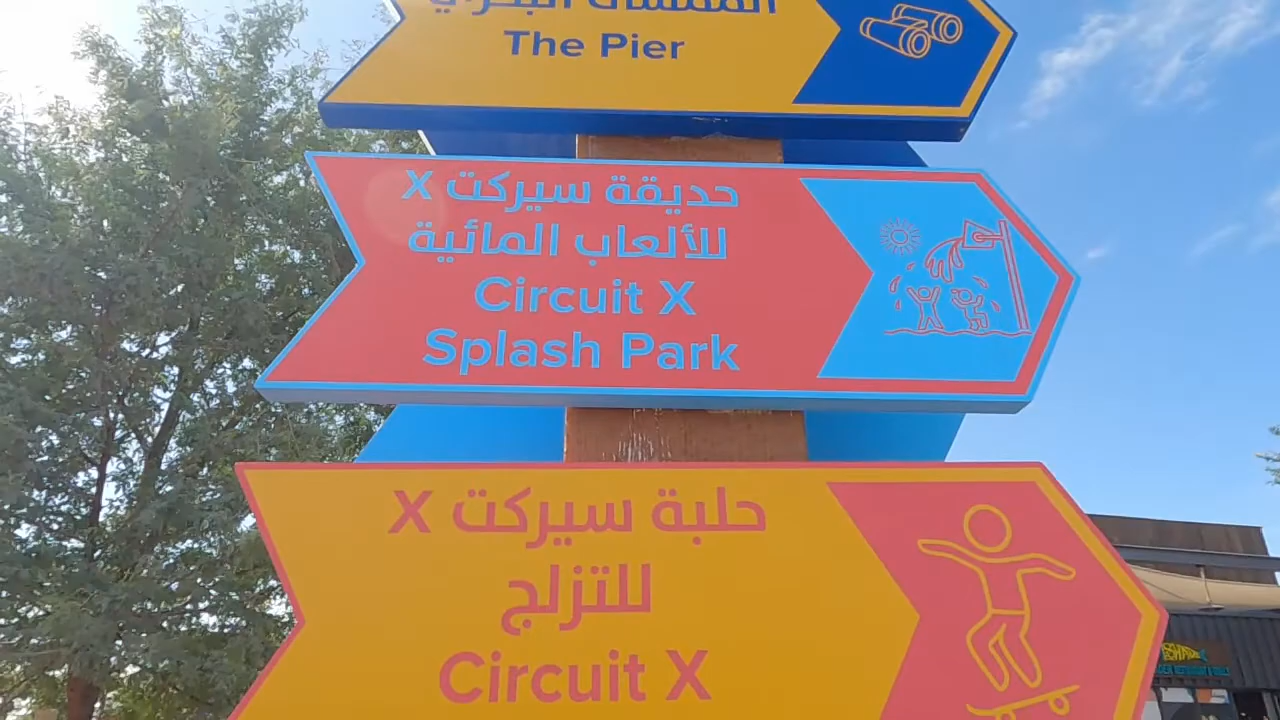 The Pier
حديقة سيركت X
للألعاب المائية
Circuit X
Splash Park
حلبة سيركت X
للتزلج
Circuit X